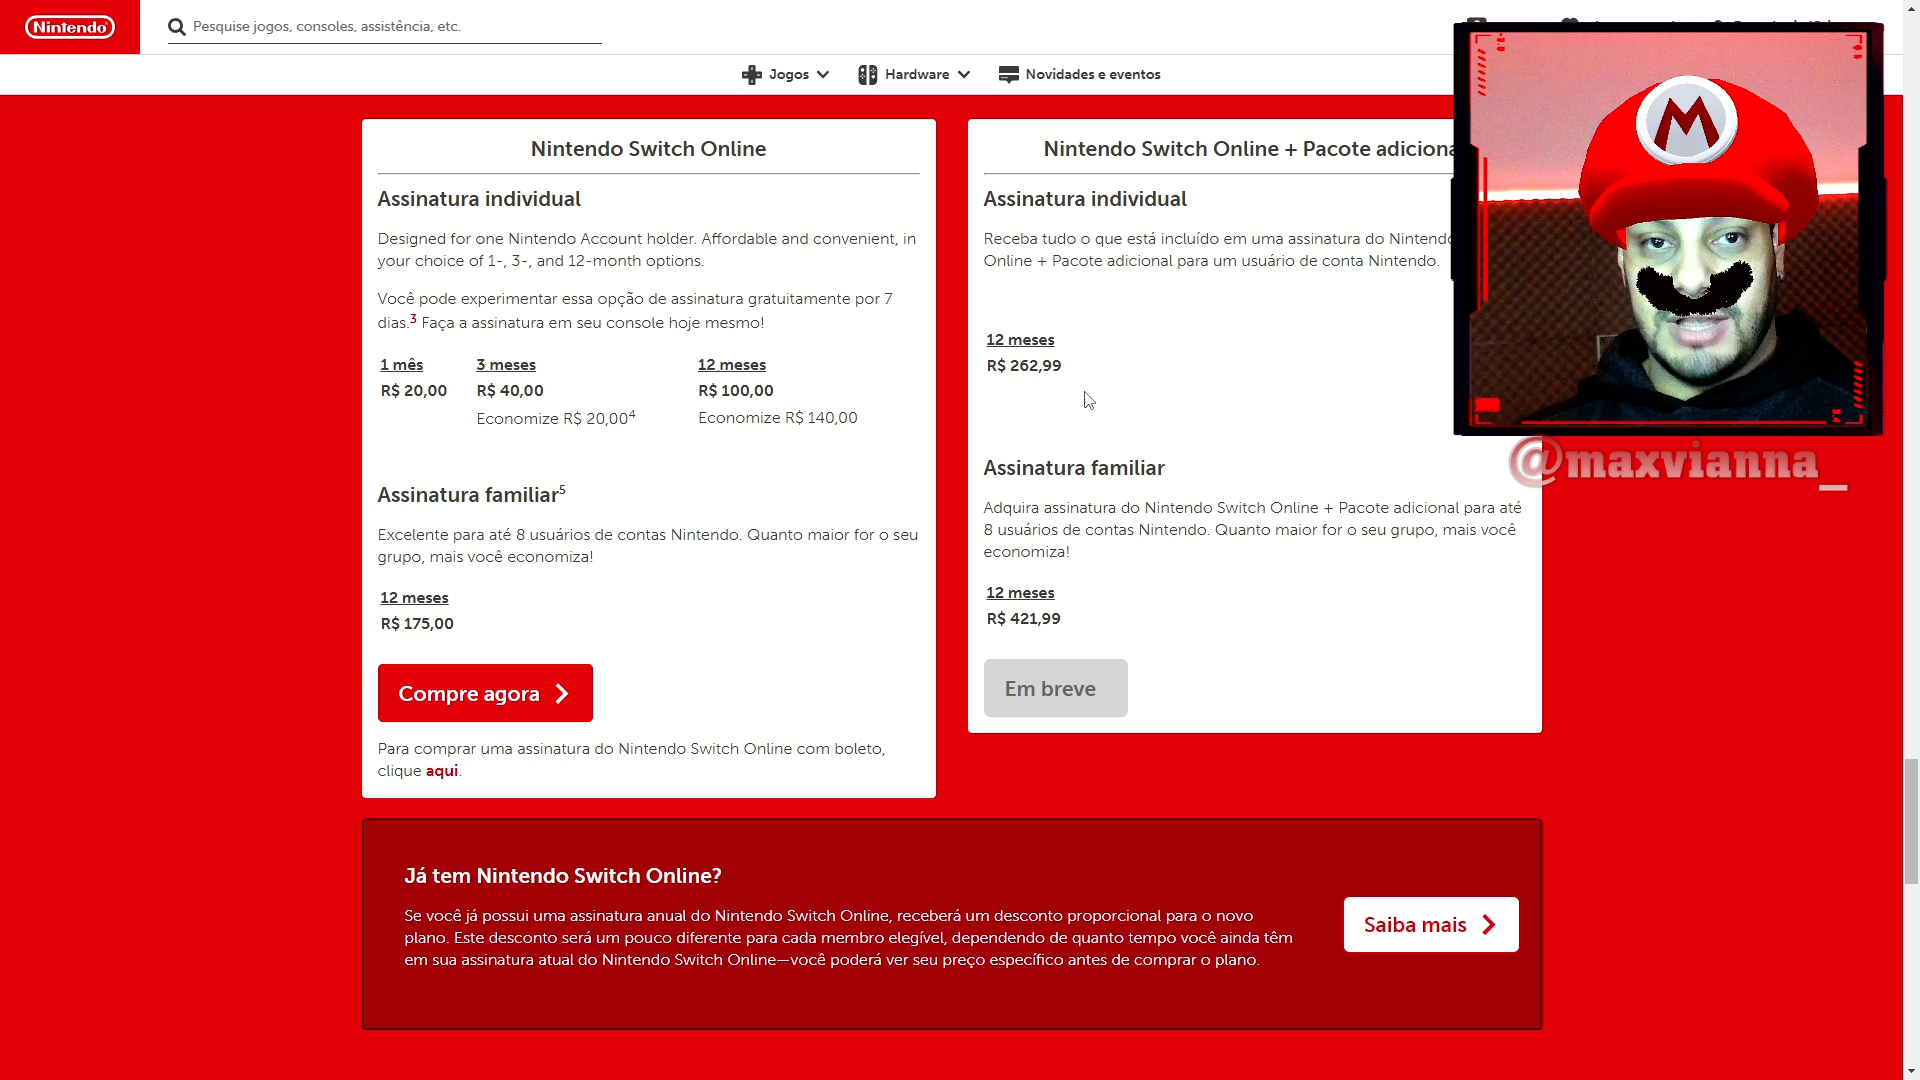 Nintendo
Pesquise jogos, consoles, assistência, etc.
Jogos
Hardware
Novidades e eventos
Nintendo Switch Online
Assinatura individual
Designed for one Nintendo Account holder. Affordable and convenient, in
your choice of 1-, 3-, and 12-month options.
Você pode experimentar essa opção de assinatura gratuitamente por 7
dias.3 Faça a assinatura em seu console hoje mesmo!
1 mês 3 meses 12 meses
R$ 20,00 R$ 40,00 R$ 100,00
Economize R$ 20,004 Economize R$ 140,00
Assinatura familiar5
Excelente para até 8 usuários de contas Nintendo. Quanto maior for o seu
grupo, mais você economiza!
12 meses
R$ 175,00
Compre agora
Para comprar uma assinatura do Nintendo Switch Online com boleto,
clique aqui.
Nintendo Switch Online + Pacote adiciona
Assinatura individual
Receba tudo o que está incluído em uma assinatura do Nintendo
Online + Pacote adicional para um usuário de conta Nintendo.
12 meses
R$ 262,99
Assinatura familiar
Adquira assinatura do Nintendo Switch Online + Pacote adicional para até
8 usuários de contas Nintendo. Quanto maior for o seu grupo, mais você
economiza!
12 meses
R$ 421,99
Em breve
M
@maxvianna_
Já tem Nintendo Switch Online?
Se você já possui uma assinatura anual do Nintendo Switch Online, receberá um desconto proporcional para o novo
plano. Este desconto será um pouco diferente para cada membro elegível, dependendo de quanto tempo você ainda têm
em sua assinatura atual do Nintendo Switch Online—você poderá ver seu preço específico antes de comprar o plano.
Saiba mais